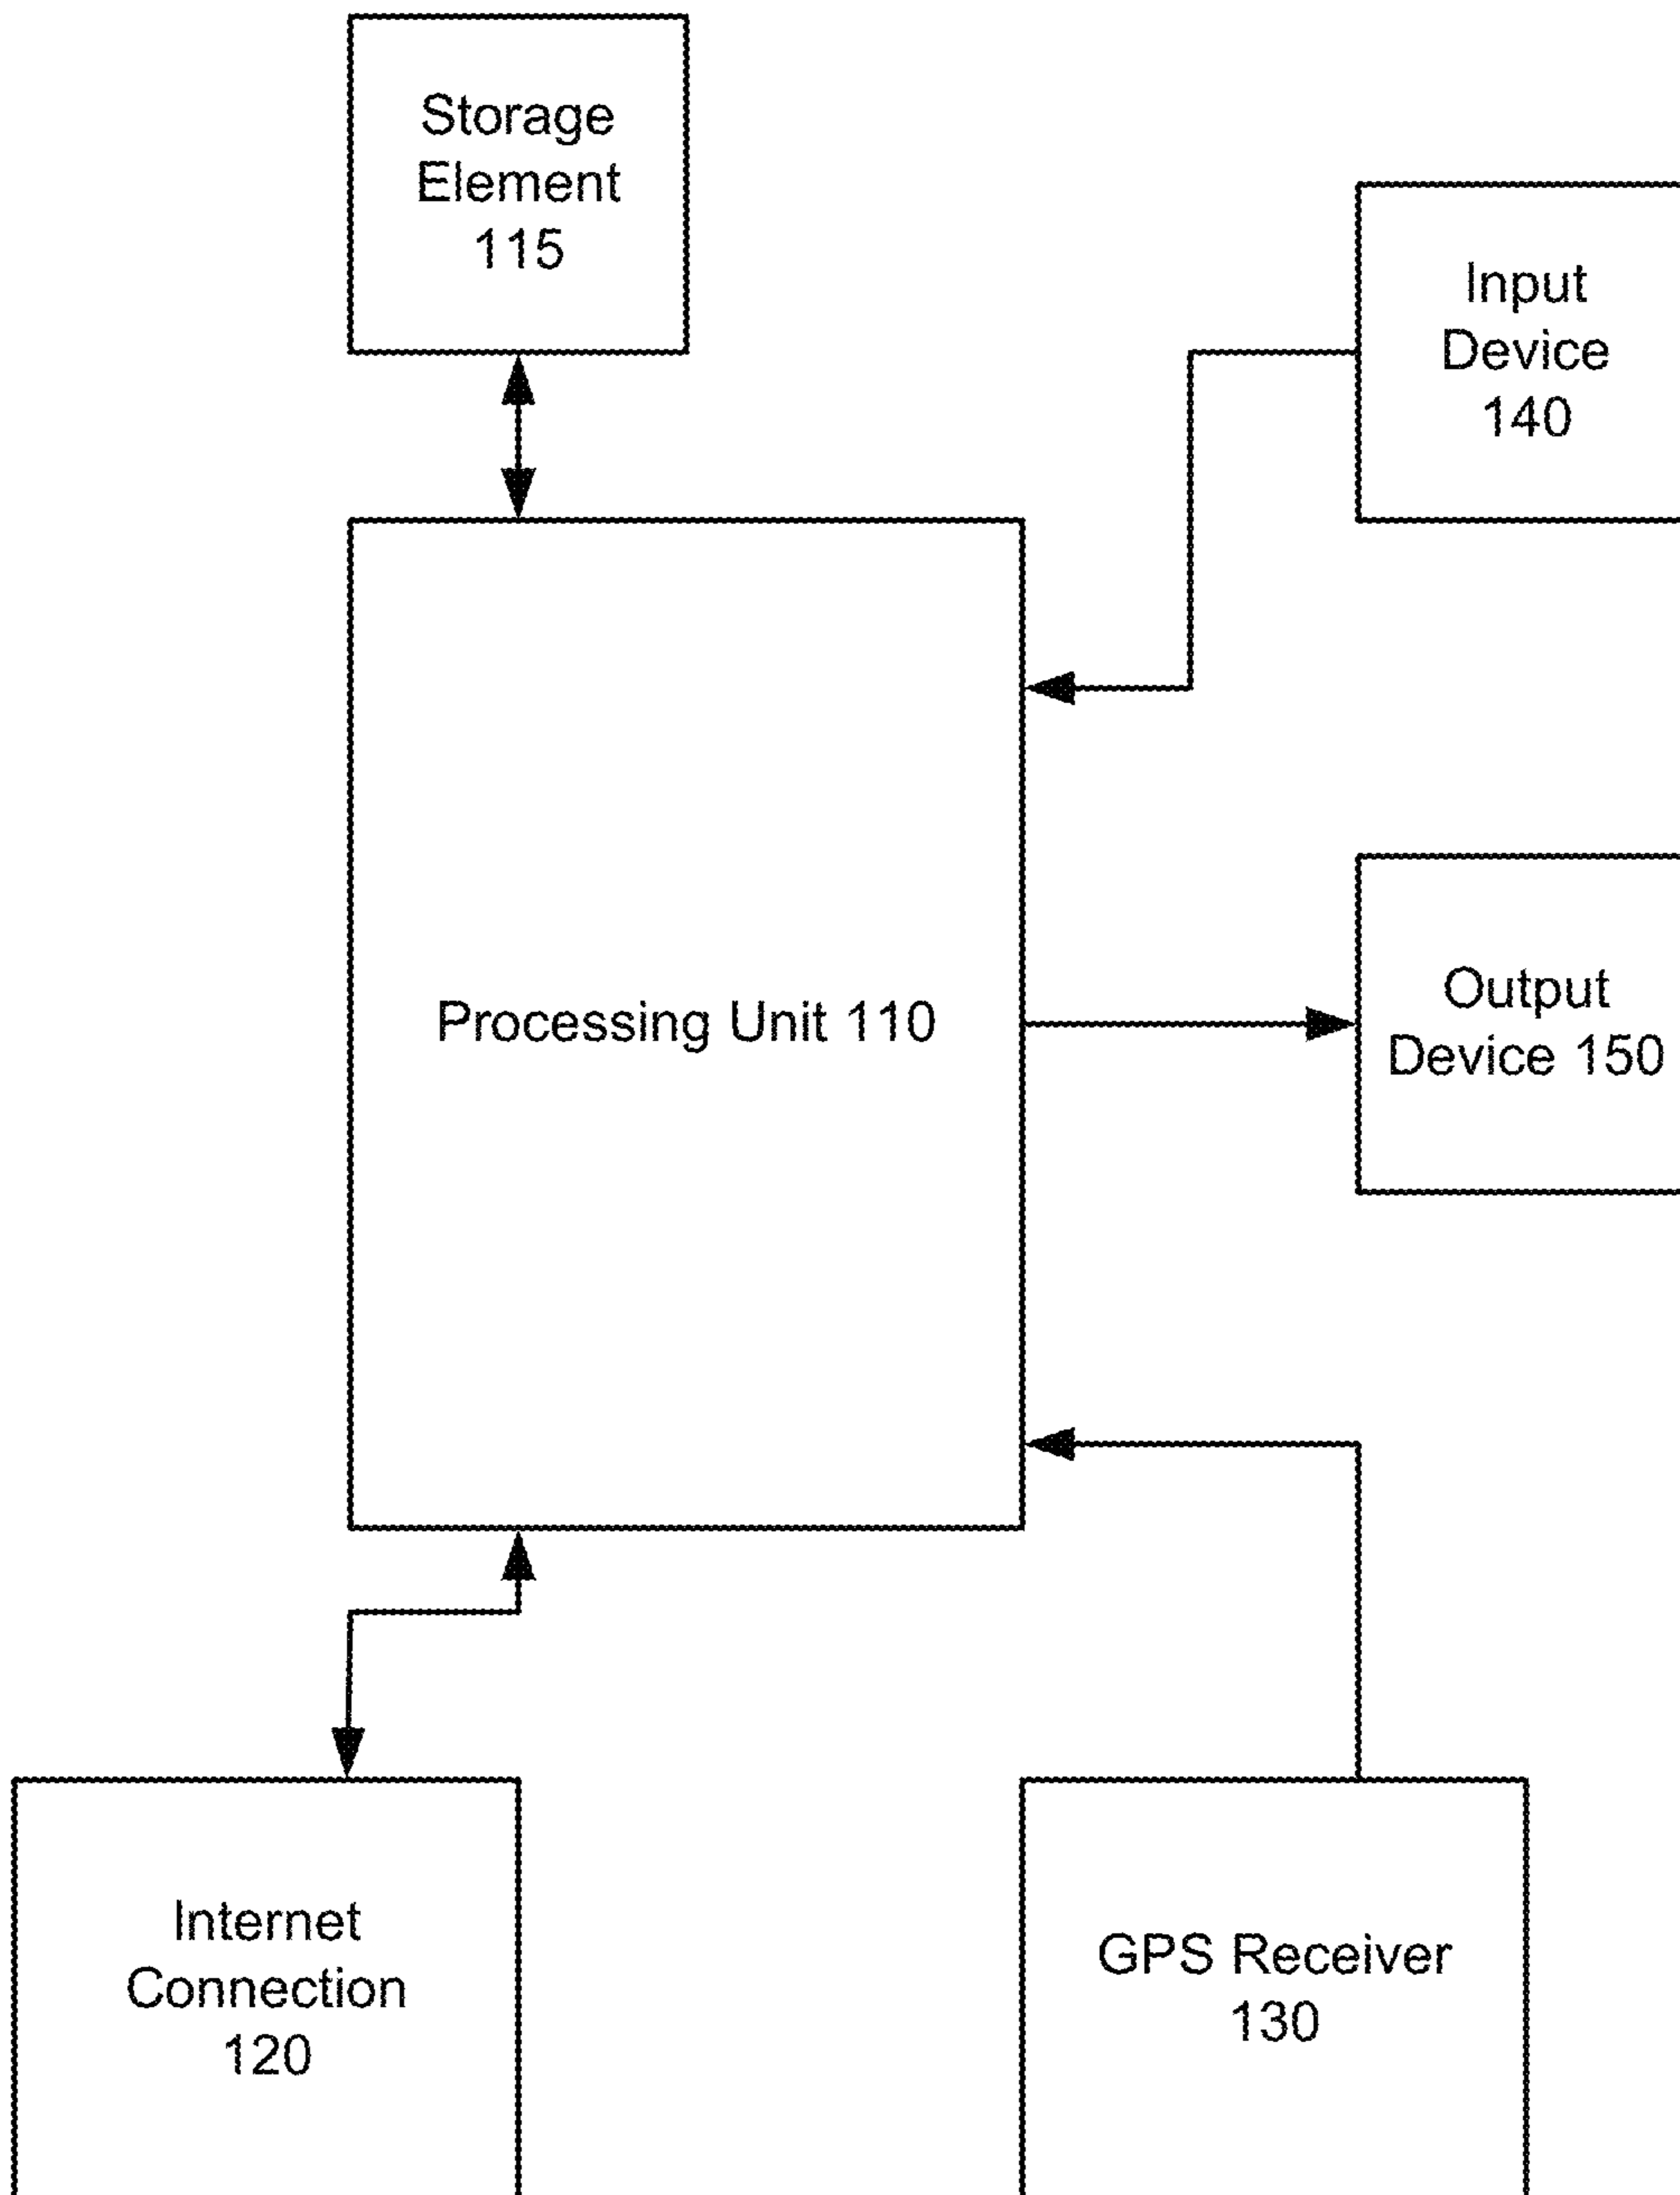 Storage
Element
115
Input
Device
140
Processing Unit 110
Output
Device 150
Internet
Connection
120
GPS Receiver
130